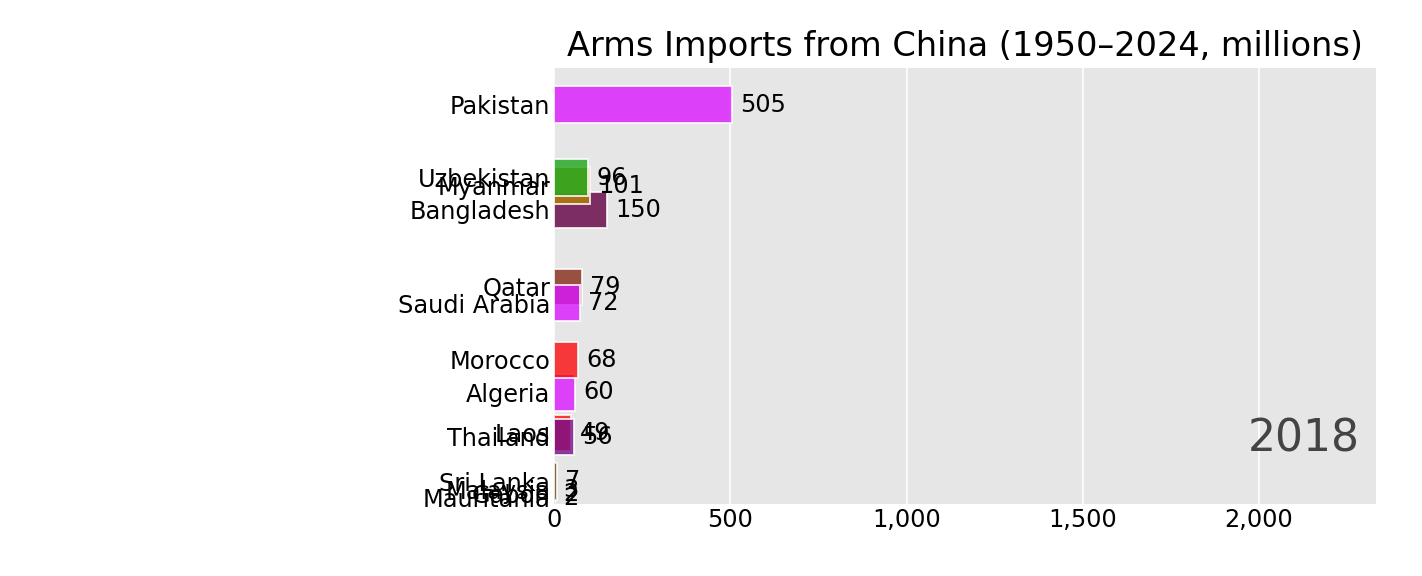 Arms Imports from China (1950–2024, millions)
Pakistan 505
Uzbekistan 96
Myanmar 101
Bangladesh 150
Qatar 79
Saudi Arabia 72
Morocco 68
Algeria 60
Laos 49
Thailand 56
Sri Lanka 7
Mauritania 2
2018
0 500 1,000 1,500 2,000